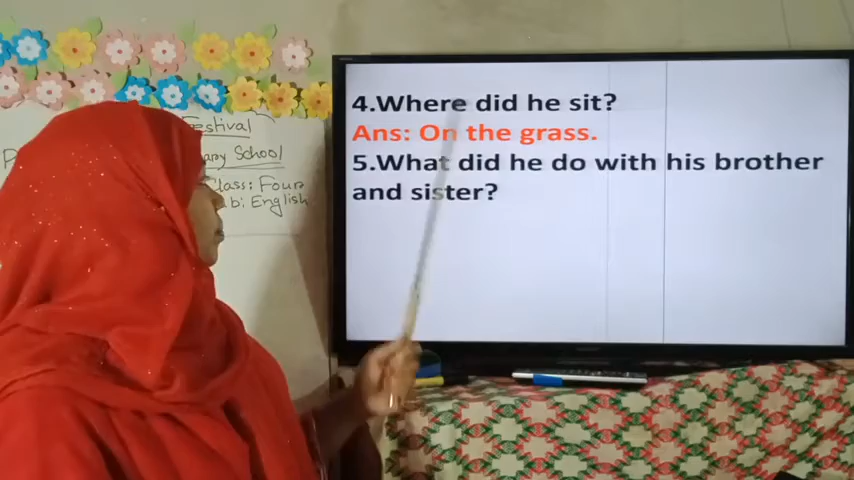 Festival
School
Class: Four
English
4.Where did he sit?
Ans: On the grass.
5.What did he do with his brother
and sister?